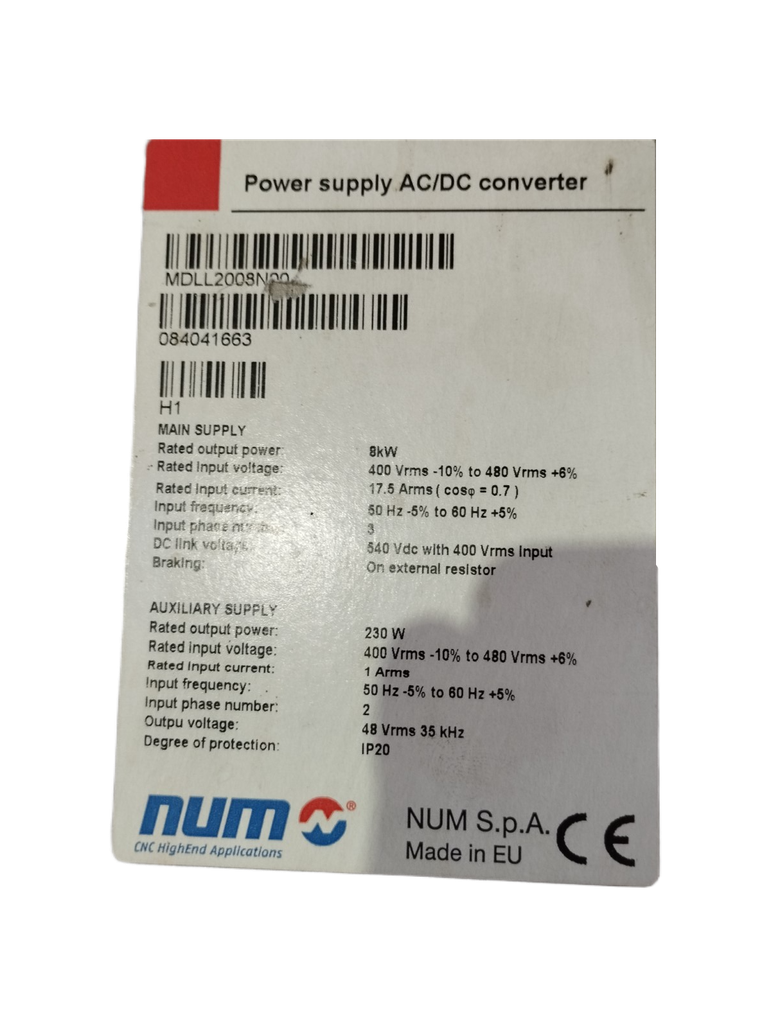 Power supply AC/DC converter
084041663
H1
MAIN SUPPLY
Rated output power: 8kW
Rated Input voltage: 400 Vrms -10% to 480 Vrms +6%
Rated Input current: 17.5 Arms ( cosφ = 0.7 )
Input frequency: 50 Hz -5% to 60 Hz +5%
Input phase 3
DC link voltage: 540 Vdc with 400 Vrms Input
Braking: On external resistor
AUXILIARY SUPPLY
Rated output power: 230 W
Rated input voltage: 400 Vrms -10% to 480 Vrms +6%
Rated Input current: 1 Arms
Input frequency: 50 Hz -5% to 60 Hz +5%
Input phase number: 2
Outpu voltage: 48 Vrms 35 kHz
Degree of protection: IP20
num ®
CNC HighEnd Applications
NUM S.p.A.
Made in EU
CE